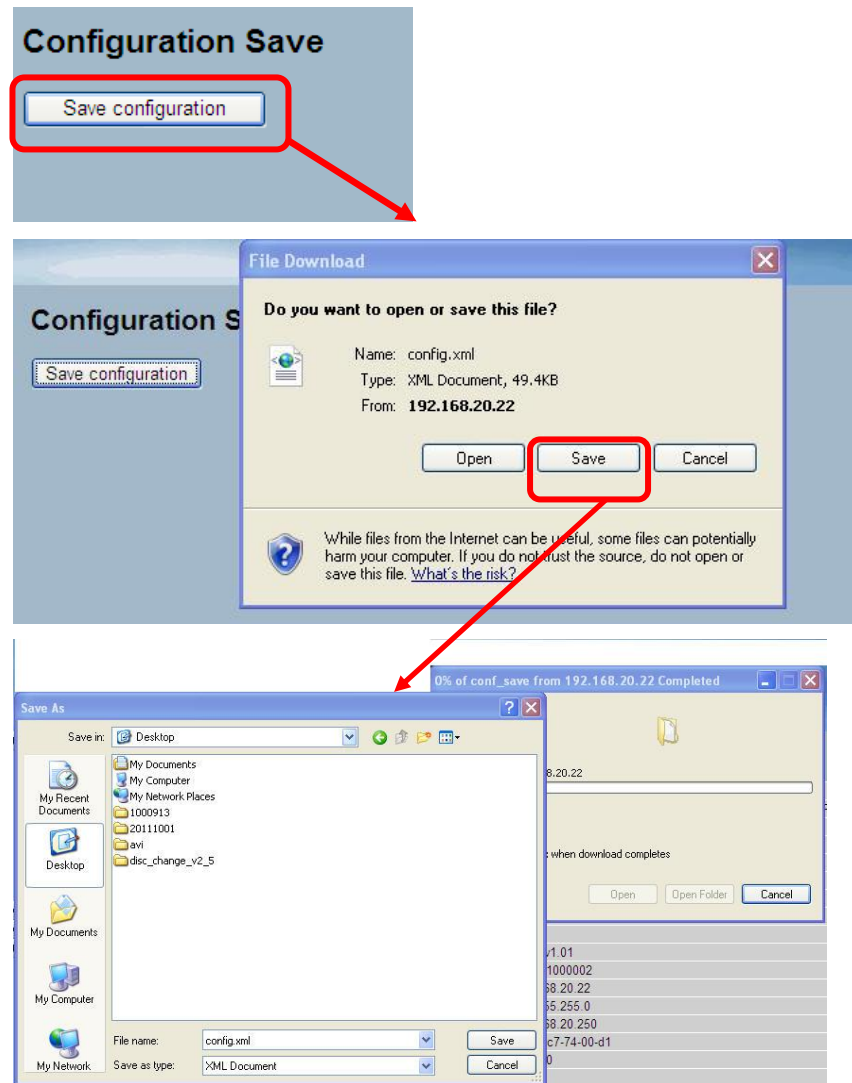 Configuration Save
Save configuration
File Download
Configuration S
Save configuration
Do you want to open or save this file?
Name: config.xml
Type: XML Document, 49.4KB
From: 192.168.20.22
Open Save Cancel
While files from the Internet can be useful, some files can potentially
harm your computer. If you do not trust the source, do not open or
save this file. What's the risk?
0% of conf_save from 192.168.20.22 Completed
Save As
Save in: Desktop
My Recent
Documents
Desktop
My Documents
My Computer
My Network
My Documents
My Computer
My Network Places
1000913
20111001
avi
disc_change_v2_5
File name: config.xml Save
Save as type: XML Document Cancel
8.20.22
when download completes
Open Open Folder Cancel
v1.01
1000002
68.20.22
55.255.0
68.20.250
c7-74-00-d1
0